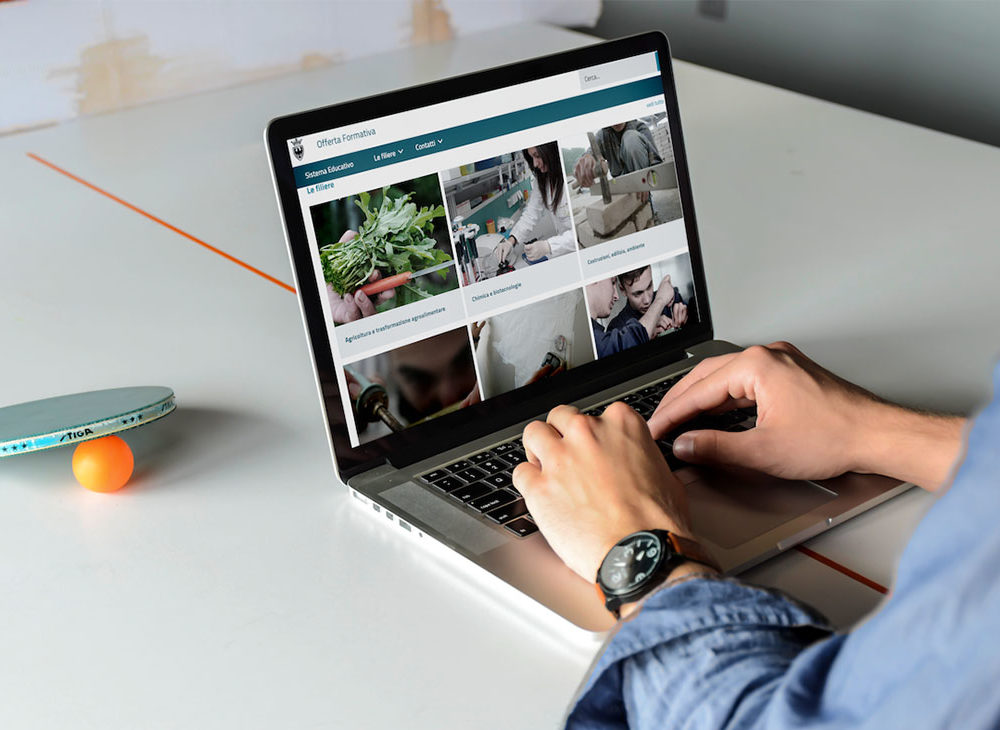 Cerca...
Offerta Formativa
Sistema Educativo
Le filiere
Contatti
vedi tutto
Le filiere
Agricoltura e trasformazione agroalimentare
Chimica e biotecnologie
Costruzioni, edilizia, ambiente
STIGA